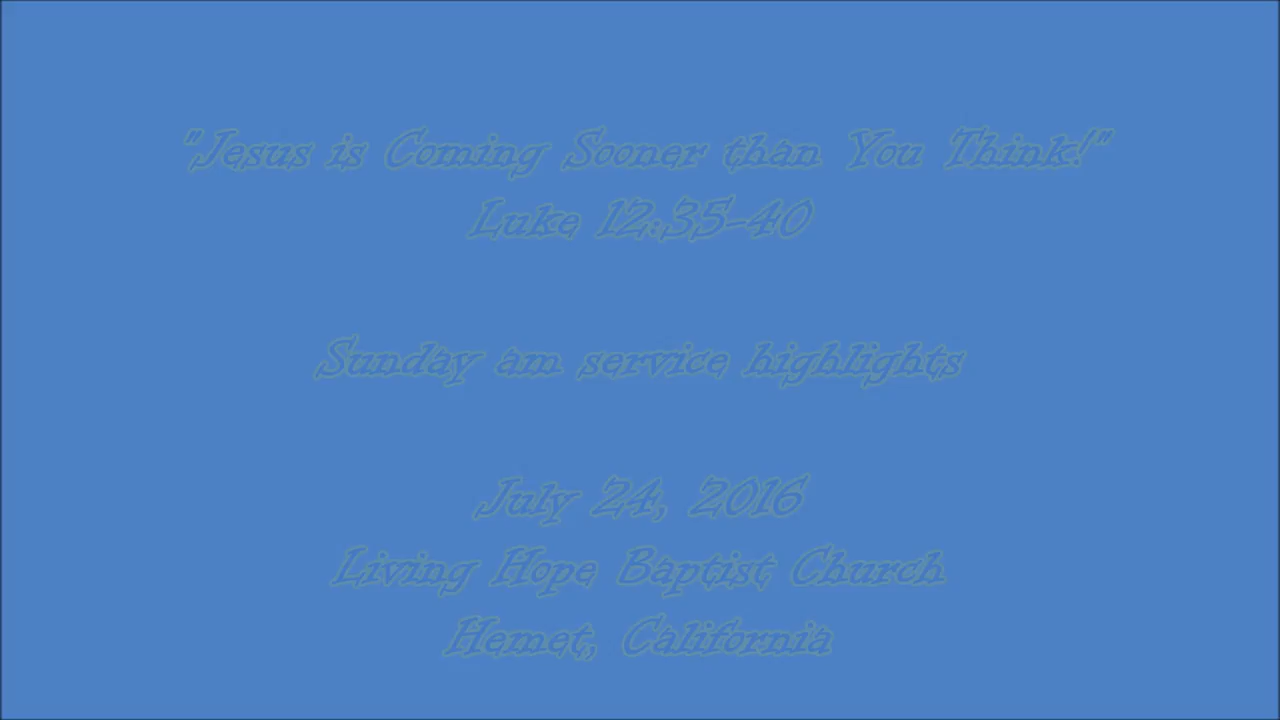 "Jesus is Coming Sooner than You Think!"
Luke 12:35-40
Sunday am service highlights
July 24, 2016
Living Hope Baptist Church
Hemet, California